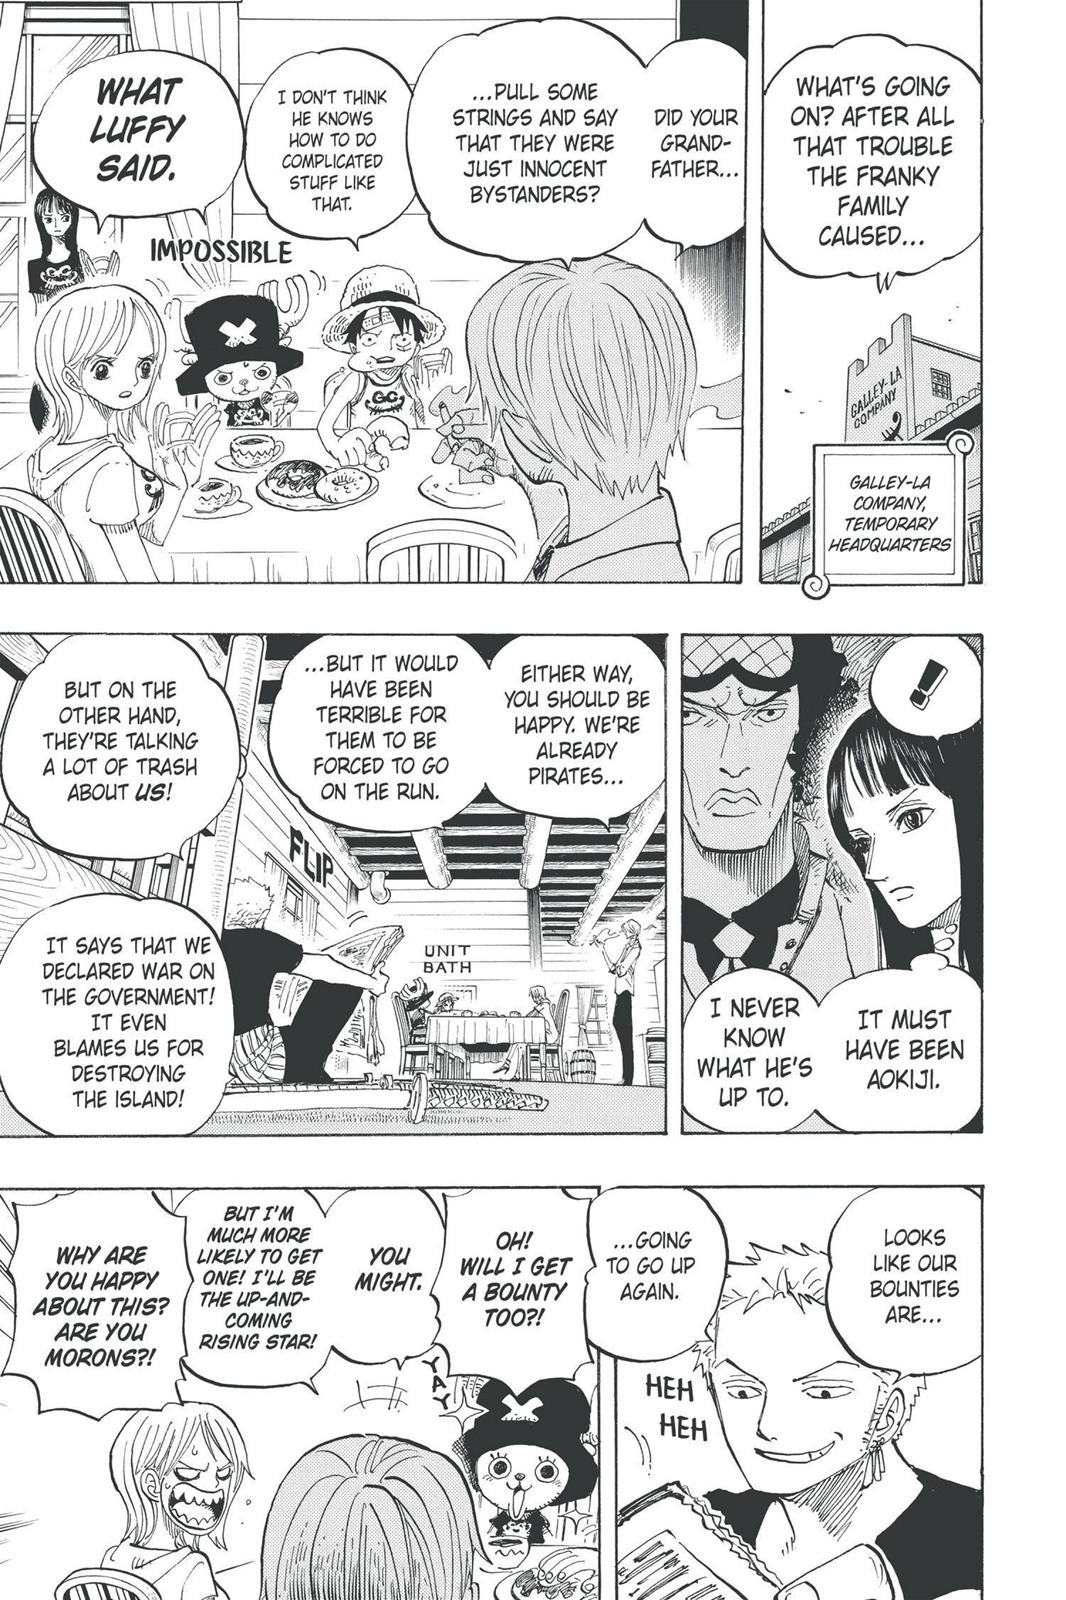 WHAT'S GOING
ON? AFTER ALL
THAT TROUBLE
THE FRANKY
FAMILY
CAUSED...
GALLEY-LA
COMPANY
GALLEY-LA
COMPANY,
TEMPORARY
HEADQUARTERS
DID YOUR
GRAND-
FATHER...
...PULL SOME
STRINGS AND SAY
THAT THEY WERE
JUST INNOCENT
BYSTANDERS?
I DON'T THINK
HE KNOWS
HOW TO DO
COMPLICATED
STUFF LIKE
THAT.
IMPOSSIBLE
WHAT
LUFFY
SAID.
GC
!
IT MUST
HAVE BEEN
AOKIJI.
I NEVER
KNOW
WHAT HE'S
UP TO.
EITHER WAY,
YOU SHOULD BE
HAPPY. WE'RE
ALREADY
PIRATES...
...BUT IT WOULD
HAVE BEEN
TERRIBLE FOR
THEM TO BE
FORCED TO GO
ON THE RUN.
BUT ON THE
OTHER HAND,
THEY'RE TALKING
A LOT OF TRASH
ABOUT US!
FLIP
UNIT
BATH
IT SAYS THAT WE
DECLARED WAR ON
THE GOVERNMENT!
IT EVEN
BLAMES US FOR
DESTROYING
THE ISLAND!
LOOKS
LIKE OUR
BOUNTIES
ARE...
...GOING
TO GO UP
AGAIN.
HEH
HEH
OH!
WILL I GET
A BOUNTY
TOO?!
YAY
YOU
MIGHT.
BUT I'M
MUCH MORE
LIKELY TO GET
ONE! I'LL BE
THE UP-AND-
COMING
RISING STAR!
WHY ARE
YOU HAPPY
ABOUT THIS?
ARE YOU
MORONS?!